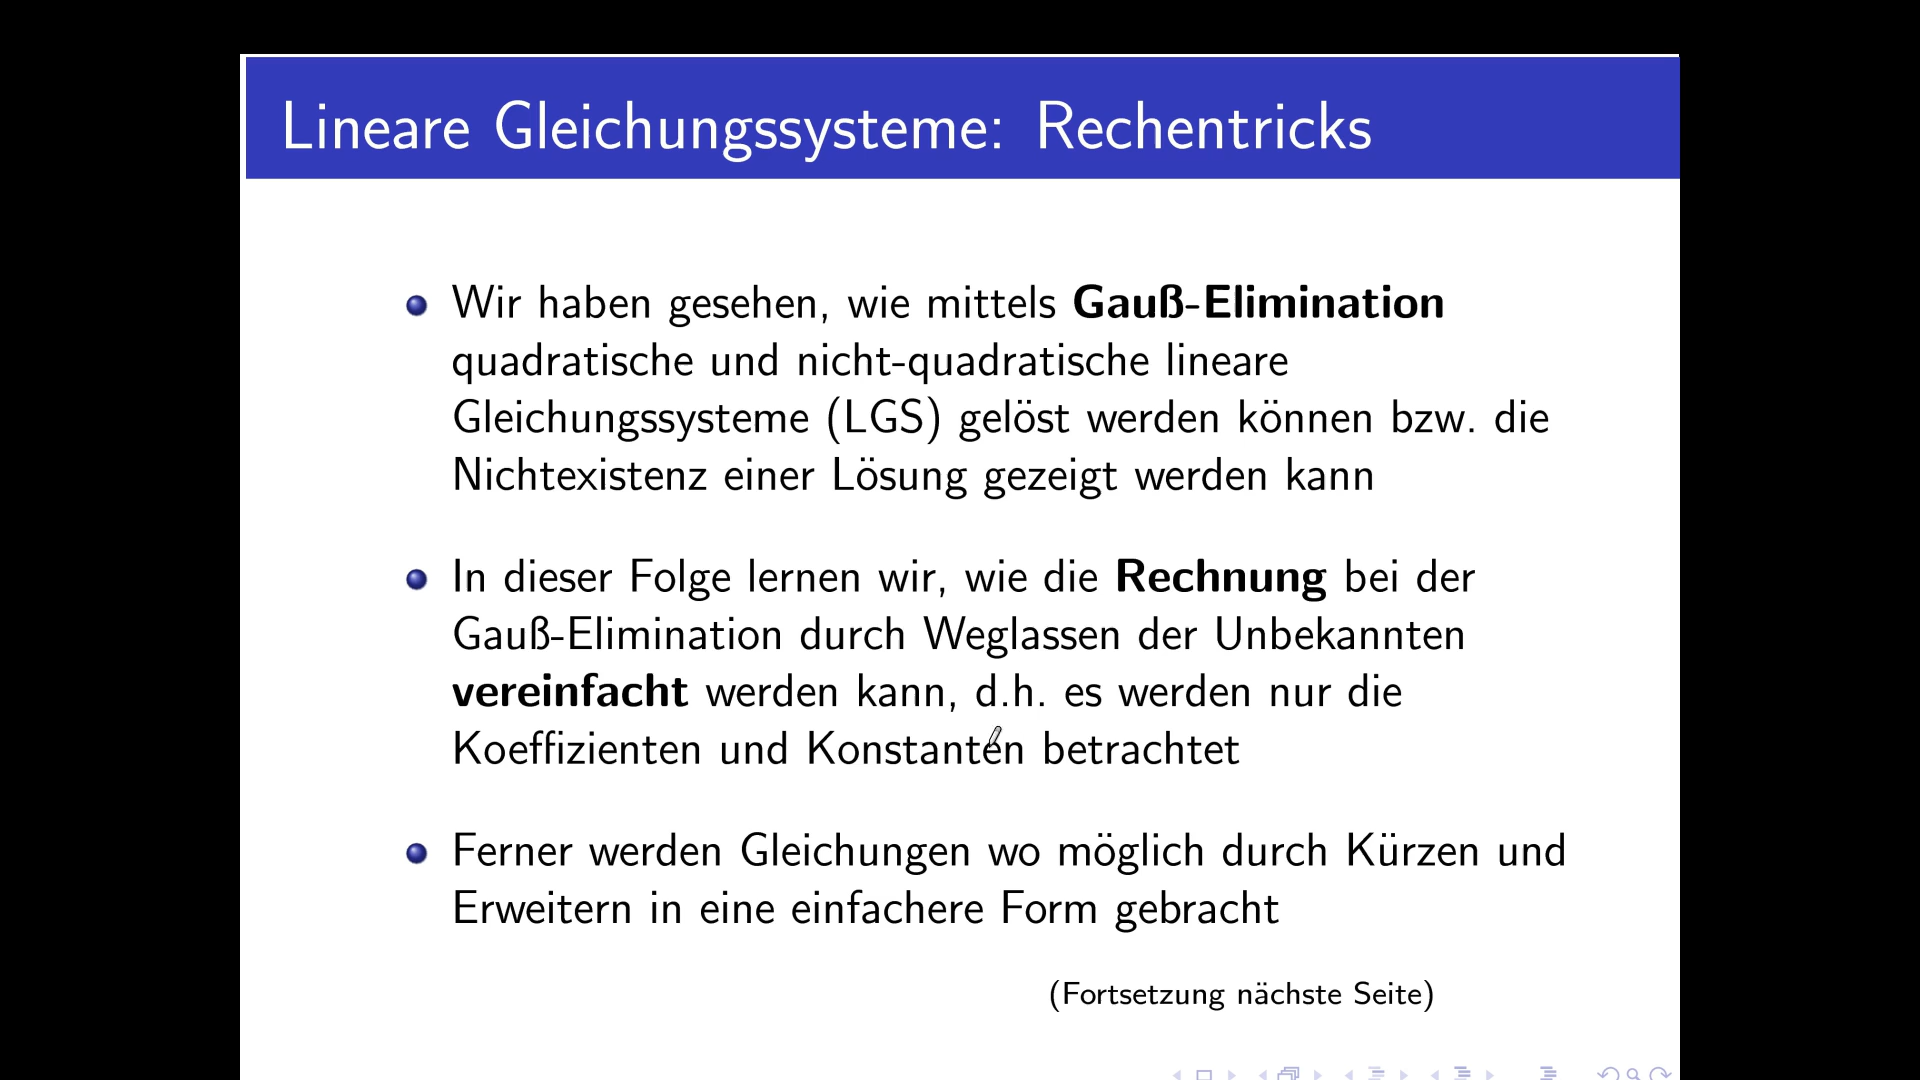 Lineare Gleichungssysteme: Rechentricks
Wir haben gesehen, wie mittels Gauß-Elimination
quadratische und nicht-quadratische lineare
Gleichungssysteme (LGS) gelöst werden können bzw. die
Nichtexistenz einer Lösung gezeigt werden kann
In dieser Folge lernen wir, wie die Rechnung bei der
Gauß-Elimination durch Weglassen der Unbekannten
vereinfacht werden kann, d.h. es werden nur die
Koeffizienten und Konstanten betrachtet
Ferner werden Gleichungen wo möglich durch Kürzen und
Erweitern in eine einfachere Form gebracht
(Fortsetzung nächste Seite)